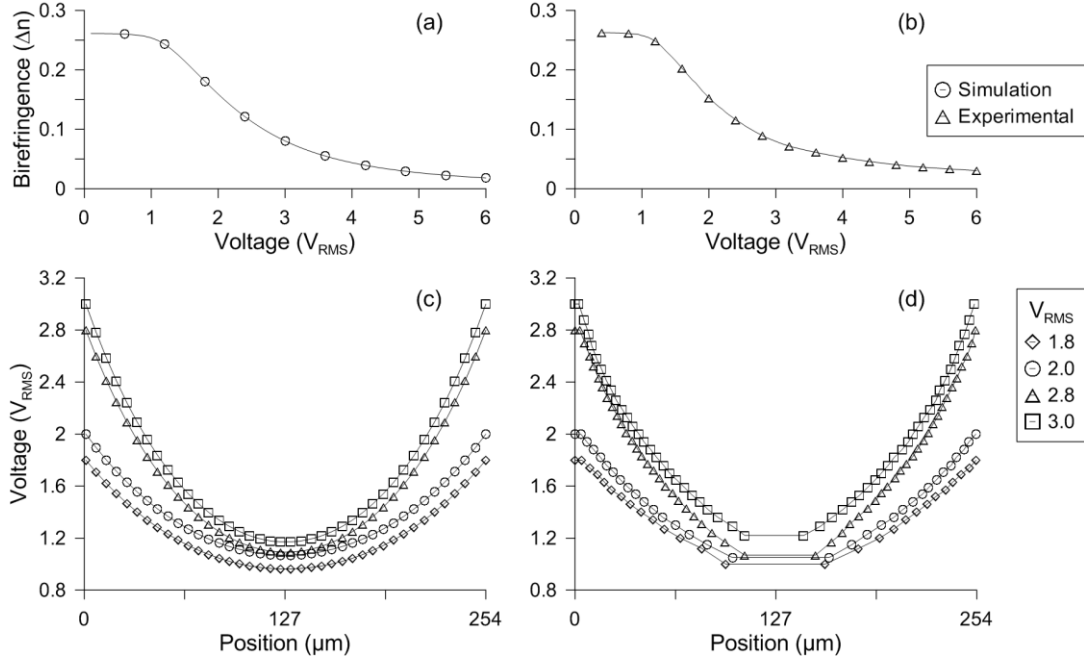 (a)
Birefringence (Δn)
0.3
0.2
0.1
0
0 1 2 3 4 5 6
Voltage (V_RMS)
(b)
0.3
0.2
0.1
0
0 1 2 3 4 5 6
Voltage (V_RMS)
Simulation
Experimental
(c)
Voltage (V_RMS)
3.2
2.8
2.4
2
1.6
1.2
0.8
0 127 254
Position (µm)
(d)
3.2
2.8
2.4
2
1.6
1.2
0.8
0 127 254
Position (µm)
V_RMS
1.8
2.0
2.8
3.0